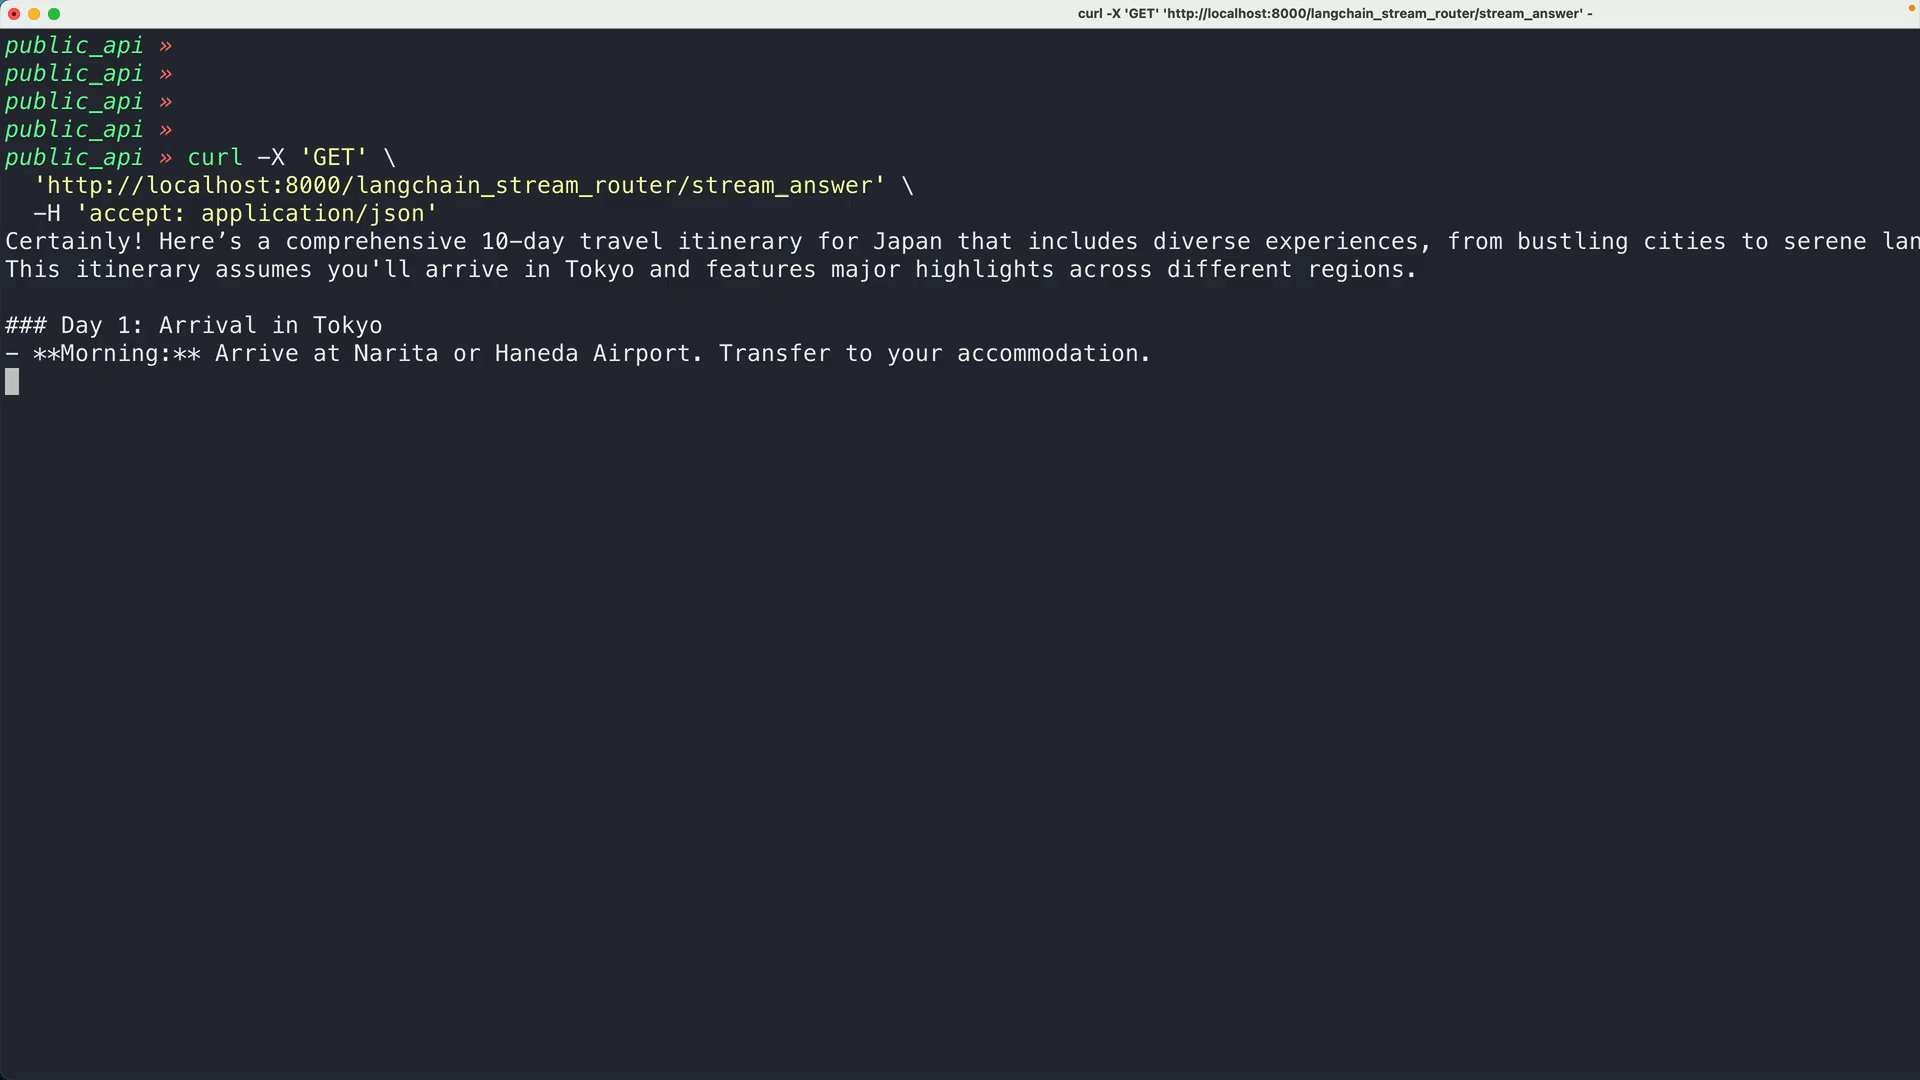 curl -X 'GET' 'http://localhost:8000/langchain_stream_router/stream_answer' -
public_api »
public_api »
public_api »
public_api »
public_api » curl -X 'GET' \
'http://localhost:8000/langchain_stream_router/stream_answer' \
-H 'accept: application/json'
Certainly! Here’s a comprehensive 10-day travel itinerary for Japan that includes diverse experiences, from bustling cities to serene lan
This itinerary assumes you'll arrive in Tokyo and features major highlights across different regions.
### Day 1: Arrival in Tokyo
- **Morning:** Arrive at Narita or Haneda Airport. Transfer to your accommodation.